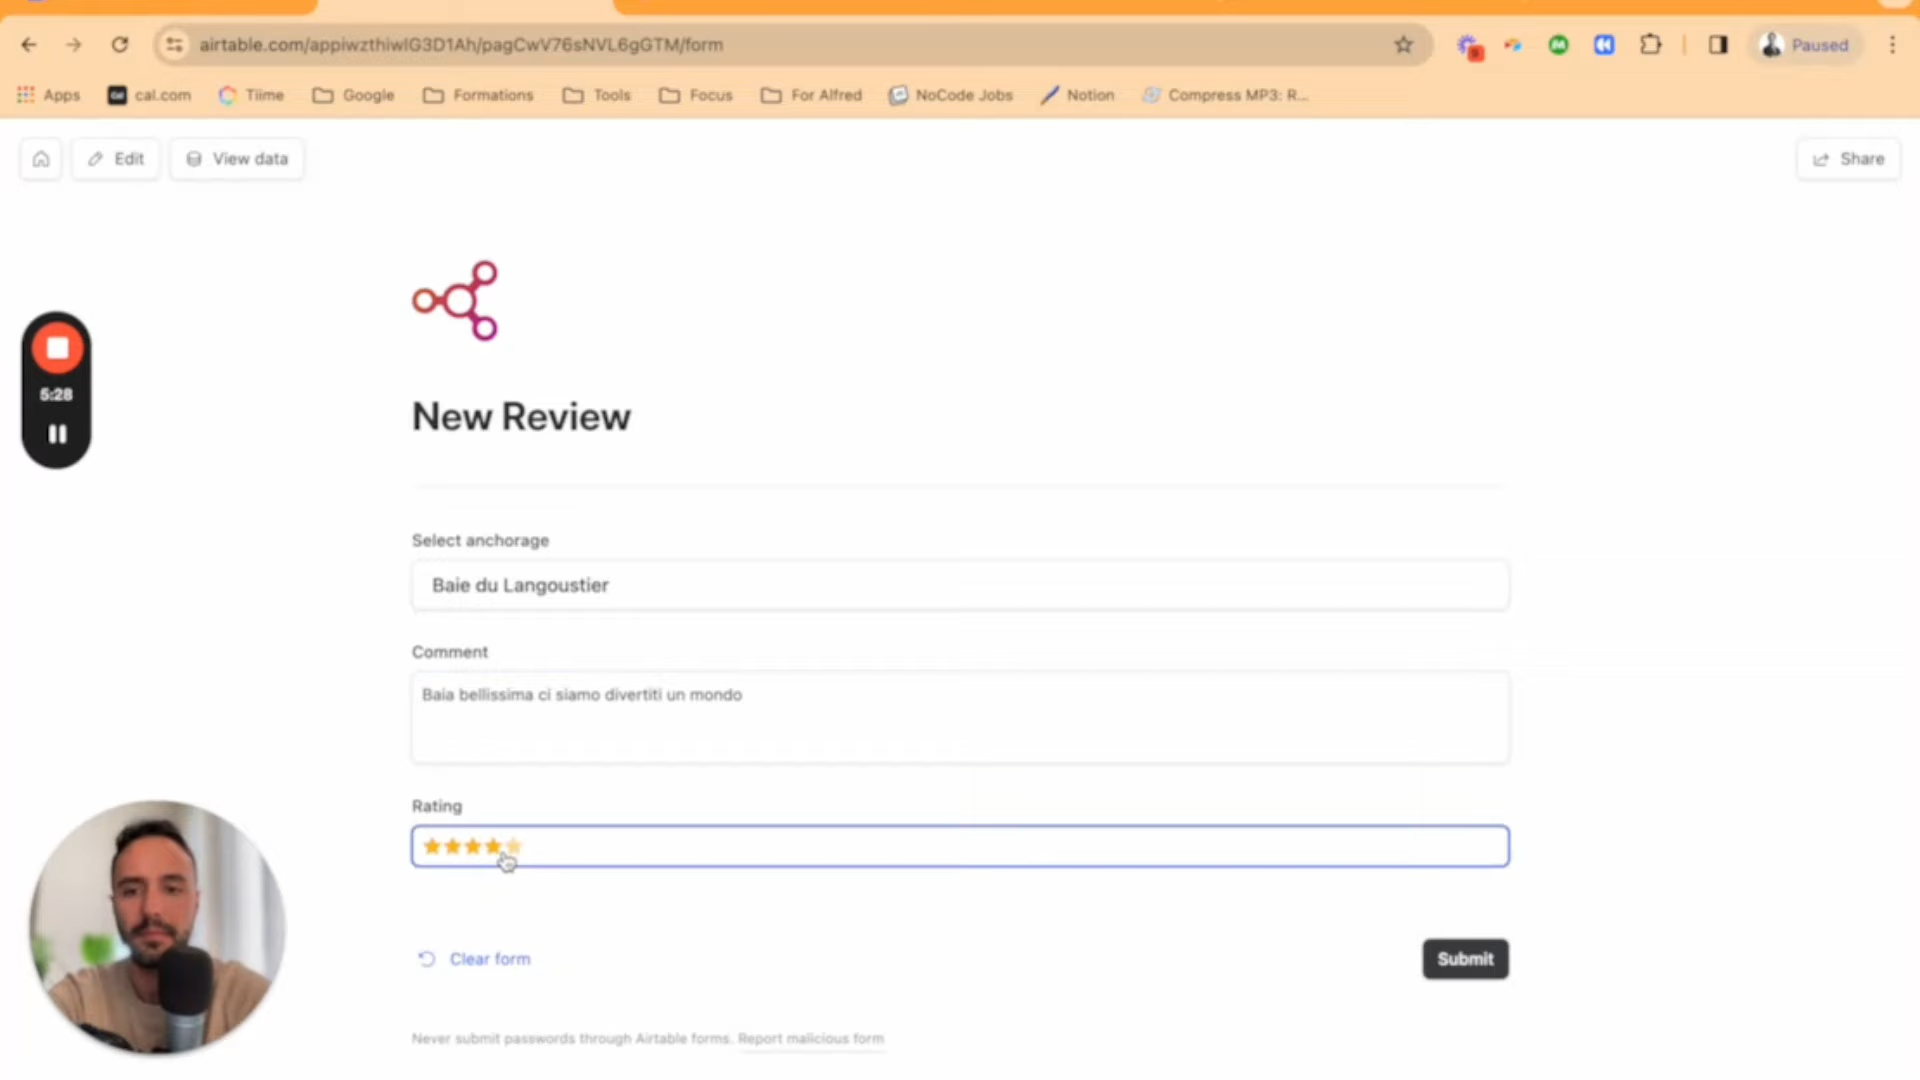 airtable.com/appiwzthiwIG3D1Ah/pagCwV76sNVL6gGTM/form
Paused
Apps
cal.com
Tiime
Google
Formations
Tools
Focus
For Alfred
NoCode Jobs
Notion
Compress MP3: R...
Edit
View data
Share
5:28
New Review
Select anchorage
Baie du Langoustier
Comment
Baia bellissima ci siamo divertiti un mondo
Rating
Clear form
Submit
Never submit passwords through Airtable forms. Report malicious form